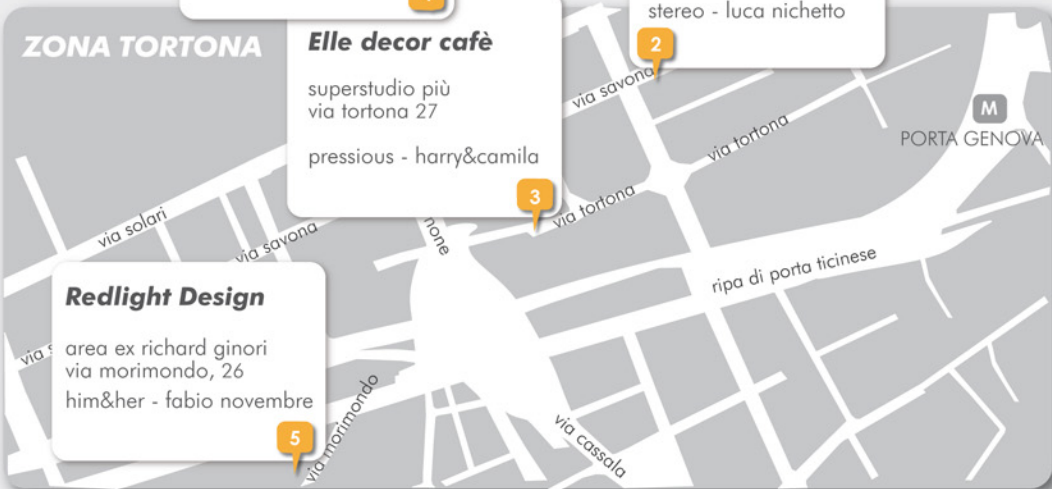 stereo - luca nichetto
ZONA TORTONA
Elle decor cafè
superstudio più
via tortona 27
pressious - harry&camila
2
3
via savona
via tortona
M
PORTA GENOVA
via tortona
via solari
via savona
none
ripa di porta ticinese
Redlight Design
area ex richard ginori
via morimondo, 26
him&her - fabio novembre
5
via
via morimondo
via cassala